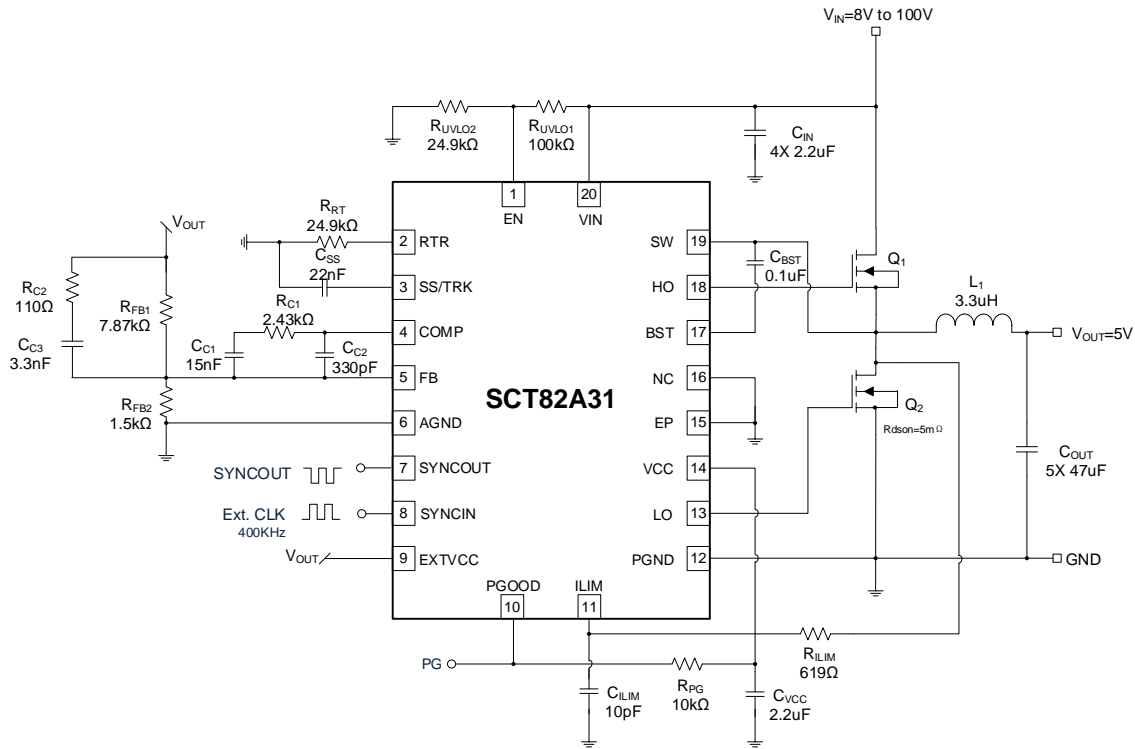 V_IN=8V to 100V
R_UVLO2
24.9kΩ
R_UVLO1
100kΩ
C_IN
4X 2.2uF
1
EN
20
VIN
V_OUT
R_RT
24.9kΩ
C_SS
22nF
R_C2
110Ω
R_FB1
7.87kΩ
C_C3
3.3nF
R_C1
2.43kΩ
C_C1
15nF
C_C2
330pF
R_FB2
1.5kΩ
2 RTR
3 SS/TRK
4 COMP
5 FB
6 AGND
7 SYNCOUT
8 SYNCIN
9 EXTVCC
SYNCOUT
Ext. CLK
400KHz
V_OUT
SCT82A31
SW 19
HO 18
BST 17
NC 16
EP 15
VCC 14
LO 13
PGND 12
C_BST
0.1uF
Q_1
L_1
3.3uH
V_OUT=5V
Q_2
Rdson=5mΩ
C_OUT
5X 47uF
GND
PGOOD
10
ILIM
11
PG
R_ILIM
619Ω
C_ILIM
10pF
R_PG
10kΩ
C_VCC
2.2uF